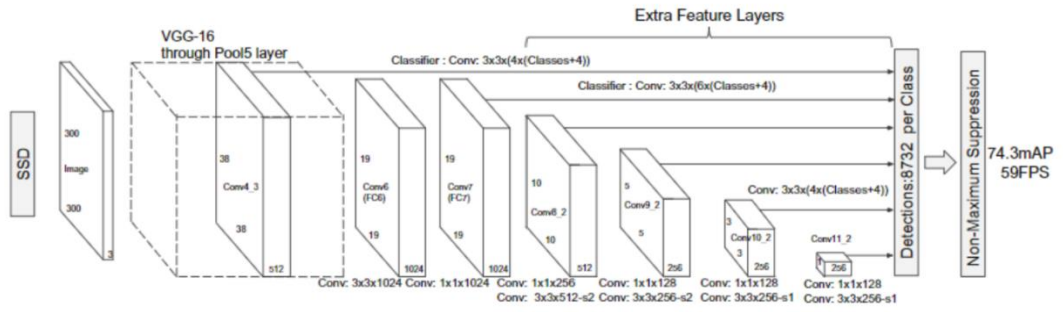 Extra Feature Layers
VGG-16
through Pool5 layer
Classifier : Conv: 3x3x(4x(Classes+4))
Classifier : Conv: 3x3x(6x(Classes+4))
SSD
300
Image
300
3
38
Conv4_3
38
512
19
Conv6
(FC6)
19
1024
19
Conv7
(FC7)
19
1024
10
Conv8_2
10
512
5
Conv9_2
5
256
Conv: 3x3x(4x(Classes+4))
3
Conv10_2
3
256
Conv11_2
1
256
Detections:8732 per Class
Non-Maximum Suppression
74.3mAP
59FPS
Conv: 3x3x1024
Conv: 1x1x1024
Conv: 1x1x256
Conv: 3x3x512-s2
Conv: 1x1x128
Conv: 3x3x256-s2
Conv: 1x1x128
Conv: 3x3x256-s1
Conv: 1x1x128
Conv: 3x3x256-s1